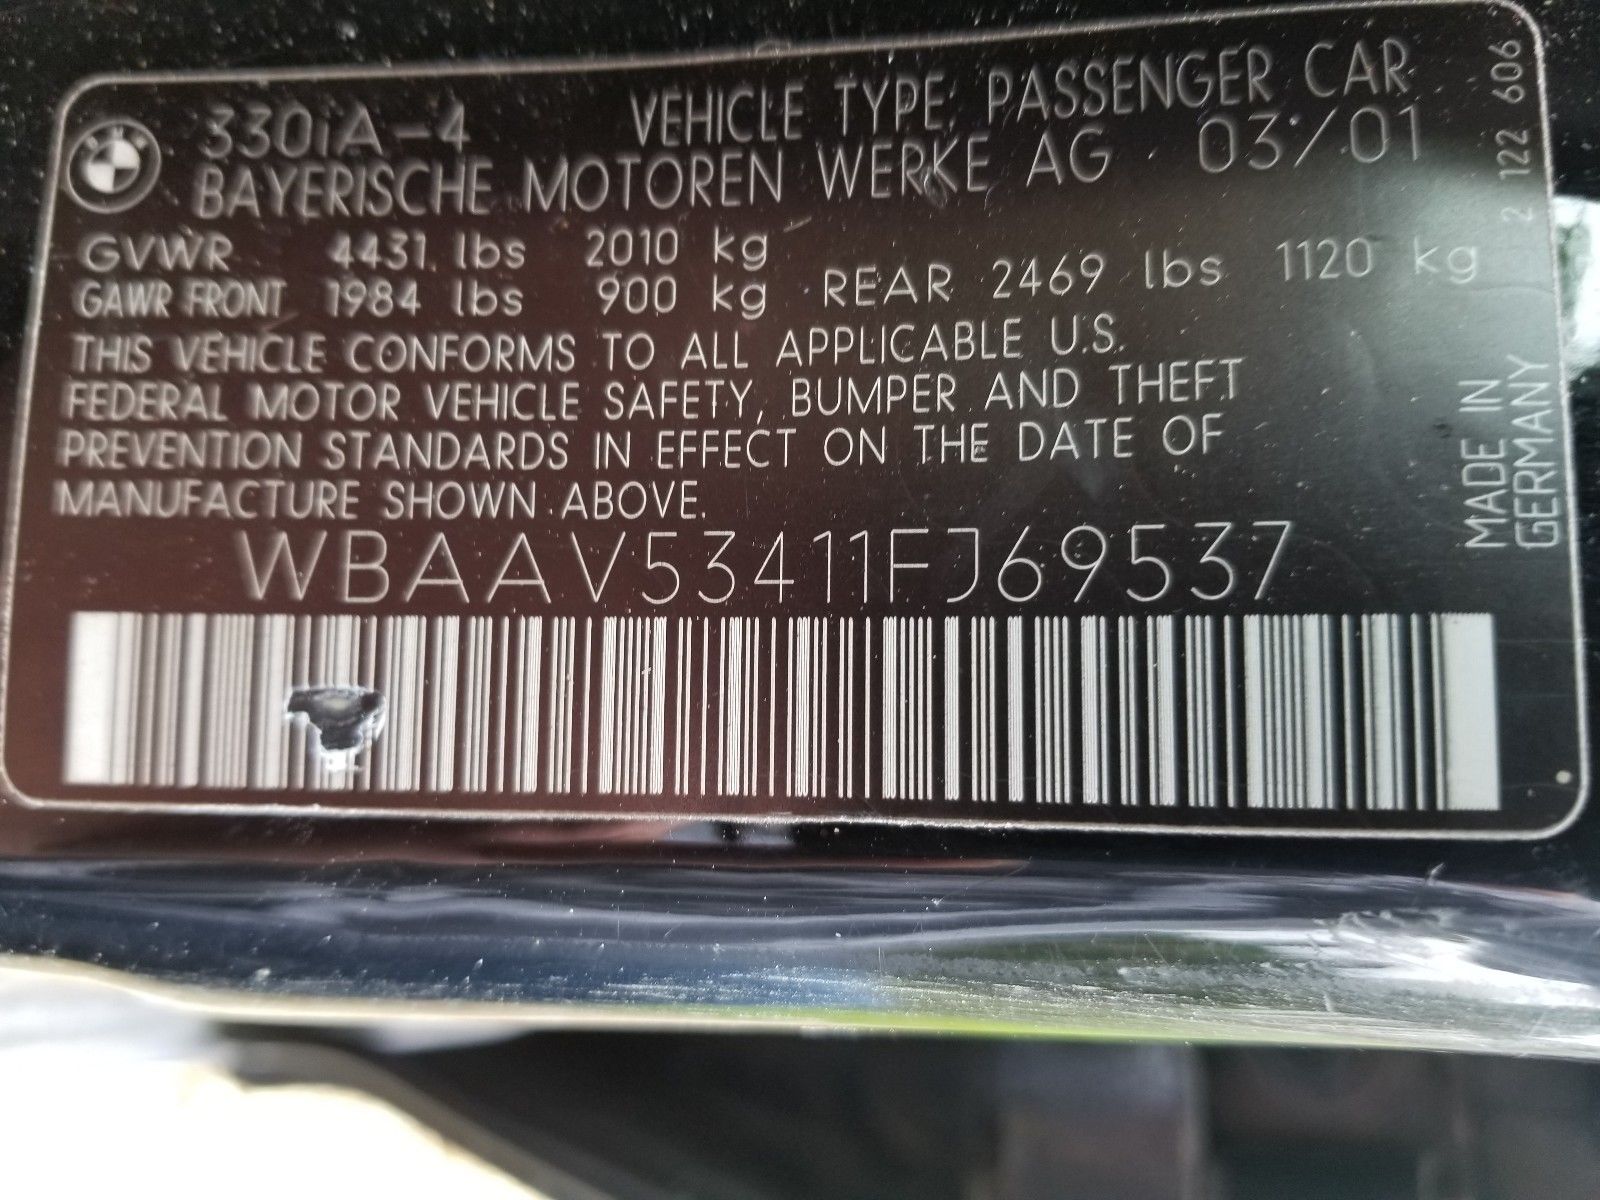 330iA-4 VEHICLE TYPE: PASSENGER CAR
BAYERISCHE MOTOREN WERKE AG 03/01
GVWR 4431 lbs 2010 kg
GAWR FRONT 1984 lbs 900 kg REAR 2469 lbs 1120 kg
THIS VEHICLE CONFORMS TO ALL APPLICABLE U.S.
FEDERAL MOTOR VEHICLE SAFETY, BUMPER AND THEFT
PREVENTION STANDARDS IN EFFECT ON THE DATE OF
MANUFACTURE SHOWN ABOVE.
WBAAV53411FJ69537
2 122 606
MADE IN
GERMANY